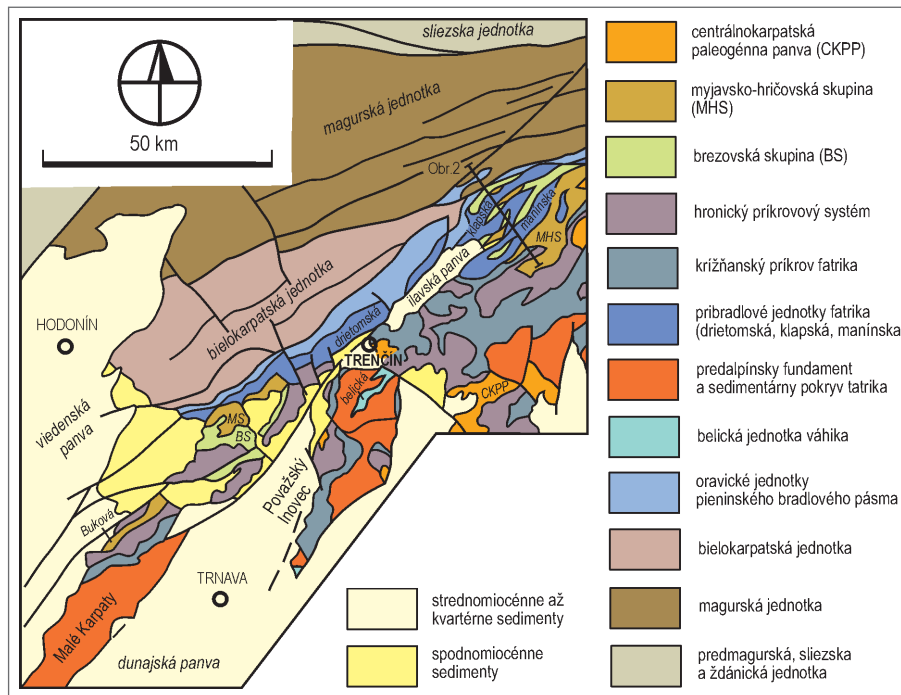 sliezska jednotka
50 km
magurská jednotka
Obr.2
klapská
manínska
MHS
ilavská panva
HODONÍN
bielokarpatská jednotka
drietomská
TRENČÍN
belická
CKPP
viedenská
panva
MS
BS
Považský
Inovec
Buková
TRNAVA
Malé Karpaty
dunajská panva
strednomiocénne až
kvartérne sedimenty
spodnomiocénne
sedimenty
centrálnokarpatská
paleogénna panva (CKPP)
myjavsko-hričovská skupina
(MHS)
brezovská skupina (BS)
hronický príkrovový systém
krížňanský príkrov fatrika
pribradlové jednotky fatrika
(drietomská, klapská, manínska)
predalpínsky fundament
a sedimentárny pokryv tatrika
belická jednotka váhika
oravické jednotky
pieninského bradlového pásma
bielokarpatská jednotka
magurská jednotka
predmagurská, sliezska
a ždánická jednotka